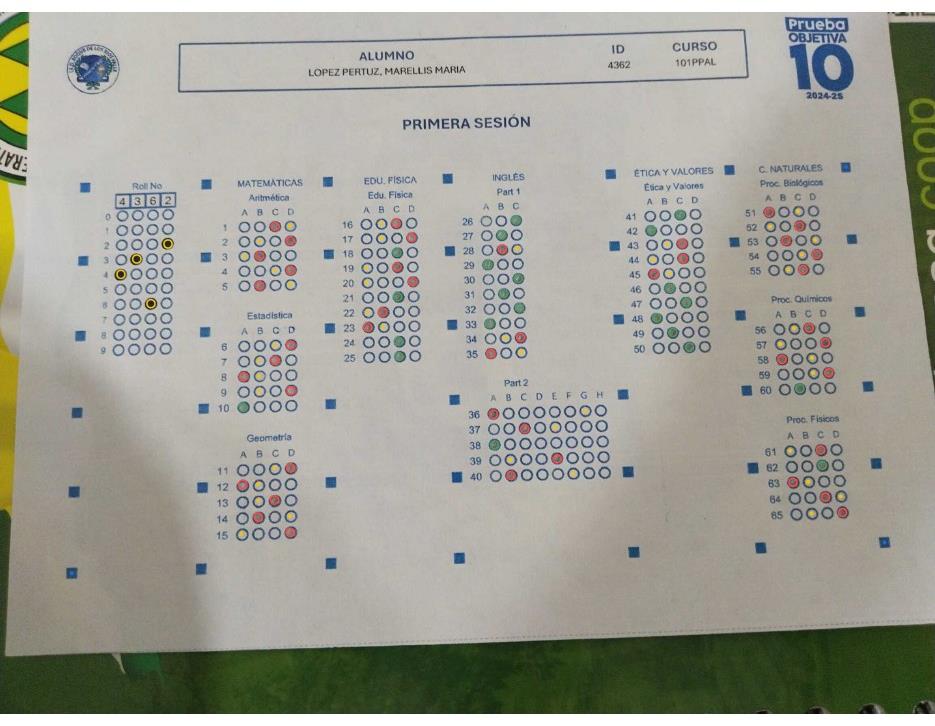 Prueba
OBJETIVA
10
2024-25
ALUMNO
LOPEZ PERTUZ, MARELLIS MARIA
ID
4362
CURSO
101PPAL
PRIMERA SESIÓN
Roll No
4 3 6 2
0
1
2
3
4
5
6
7
8
9
MATEMÁTICAS
Aritmética
A B C D
1
2
3
4
5
Estadística
A B C D
6
7
8
9
10
Geometría
A B C D
11
12
13
14
15
EDU. FÍSICA
Edu. Física
A B C D
16
17
18
19
20
21
22
23
24
25
INGLÉS
Part 1
A B C
26
27
28
29
30
31
32
33
34
35
Part 2
A B C D E F G H
36
37
38
39
40
ÉTICA Y VALORES
Ética y Valores
A B C D
41
42
43
44
45
46
47
48
49
50
C. NATURALES
Proc. Biológicos
A B C D
51
52
53
54
55
Proc. Químicos
A B C D
56
57
58
59
60
Proc. Físicos
A B C D
61
62
63
64
65
coop